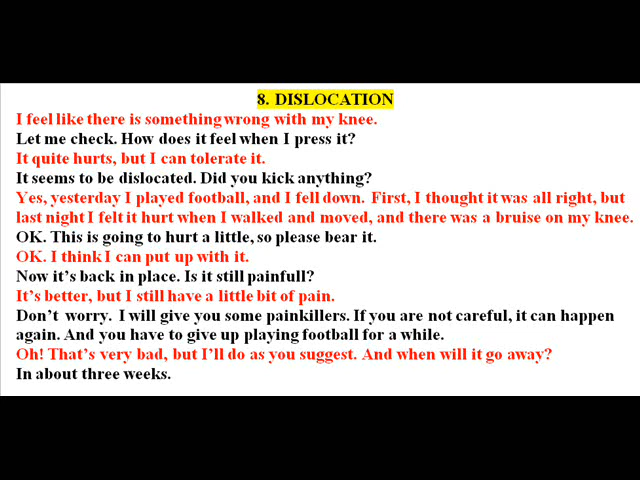 8. DISLOCATION
I feel like there is something wrong with my knee.
Let me check. How does it feel when I press it?
It quite hurts, but I can tolerate it.
It seems to be dislocated. Did you kick anything?
Yes, yesterday I played football, and I fell down. First, I thought it was all right, but
last night I felt it hurt when I walked and moved, and there was a bruise on my knee.
OK. This is going to hurt a little, so please bear it.
OK. I think I can put up with it.
Now it's back in place. Is it still painfull?
It's better, but I still have a little bit of pain.
Don't worry. I will give you some painkillers. If you are not careful, it can happen
again. And you have to give up playing football for a while.
Oh! That's very bad, but I'll do as you suggest. And when will it go away?
In about three weeks.